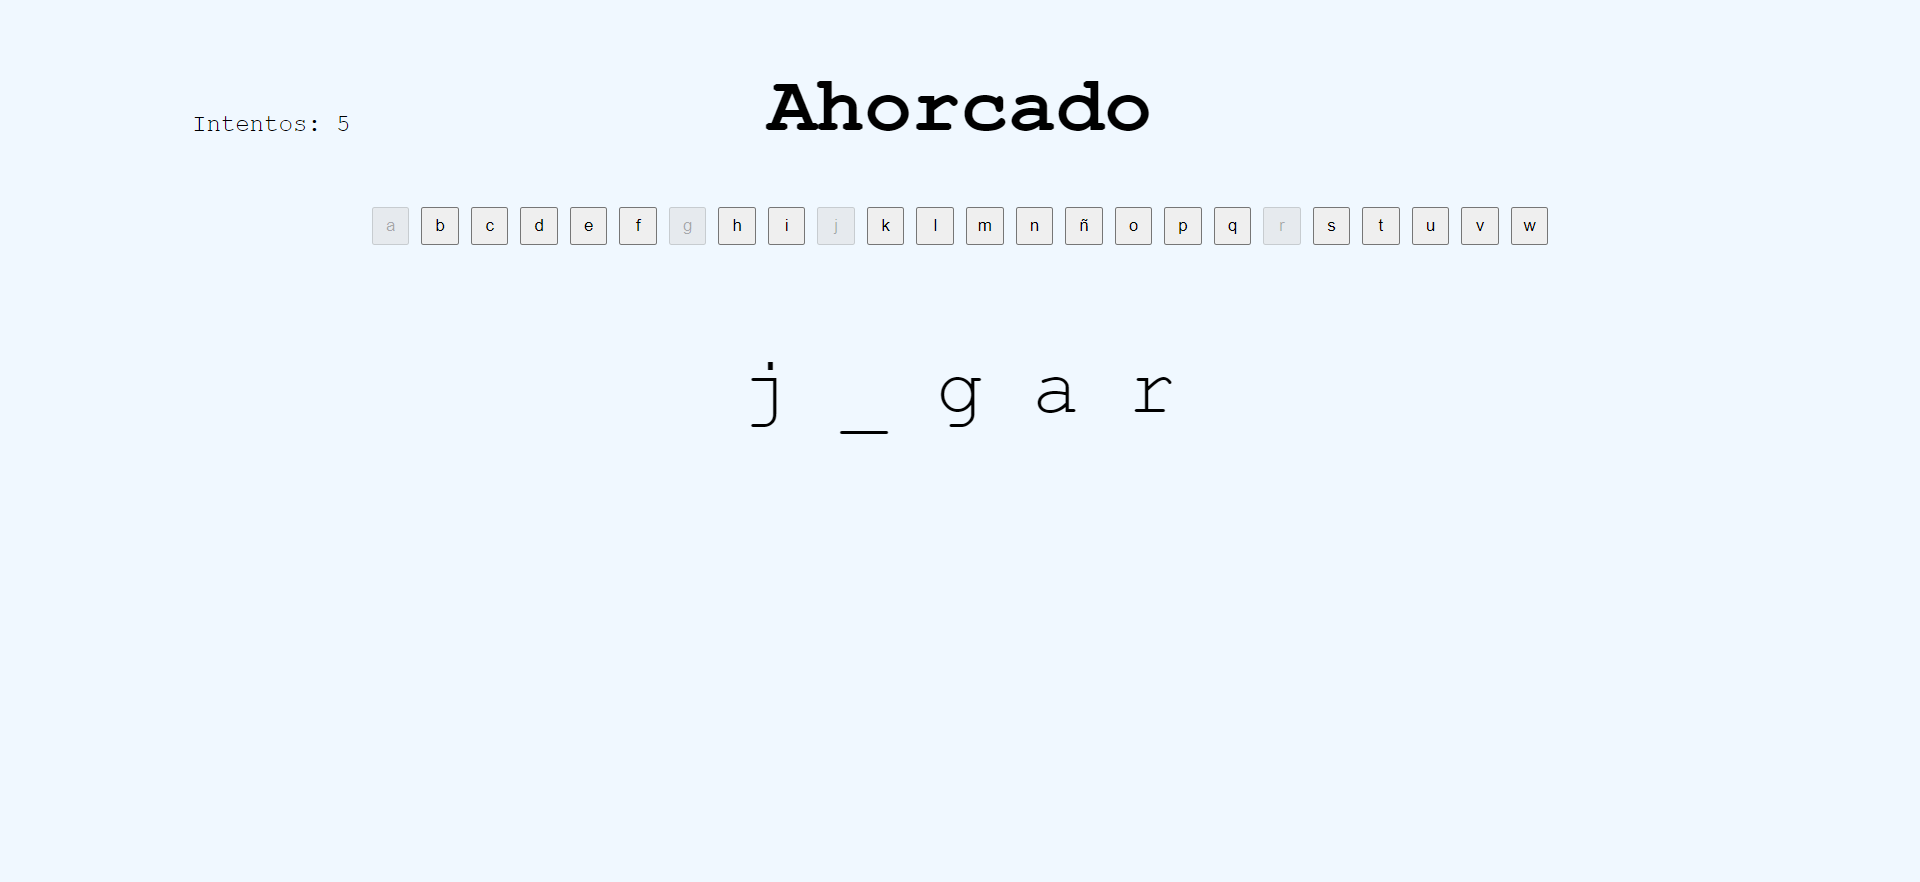 Ahorcado
Intentos: 5
a b c d e f g h i j k l m n ñ o p q r s t u v w
j _ g a r